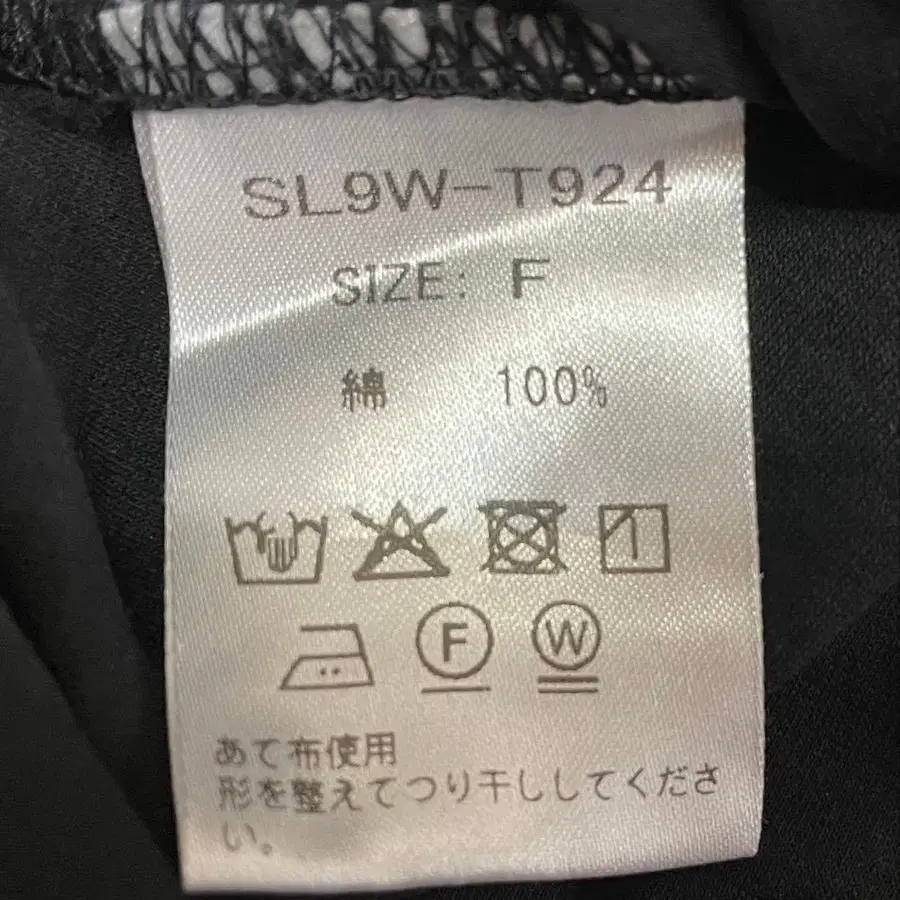 SL9W-T924
SIZE: F
綿 100%
F W
あて布使用
形を整えてつり干ししてくださ
い。